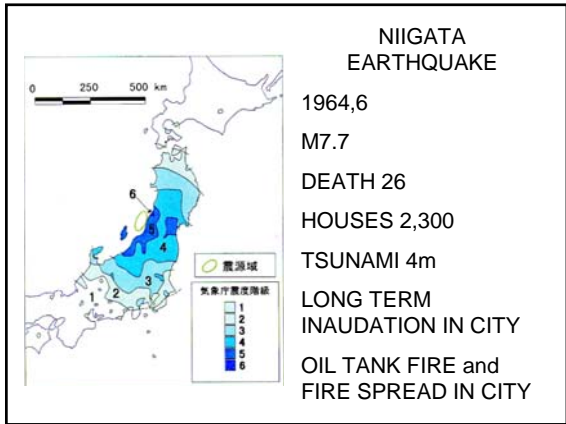 0 250 500 km
6
5
4
3
2
1
震源域
気象庁震度階級
1
2
3
4
5
6
NIIGATA
EARTHQUAKE
1964,6
M7.7
DEATH 26
HOUSES 2,300
TSUNAMI 4m
LONG TERM
INAUDATION IN CITY
OIL TANK FIRE and
FIRE SPREAD IN CITY